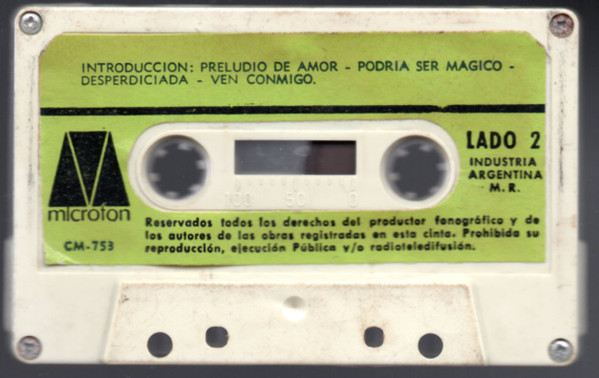 INTRODUCCION: PRELUDIO DE AMOR - PODRIA SER MAGICO -
DESPERDICIADA - VEN CONMIGO.
LADO 2
INDUSTRIA
ARGENTINA
M. R.
100 50 0
microfon
CM-753
Reservados todos los derechos del productor fonográfico y de
los autores de las obras registradas en esta cinta. Prohibida su
reproducción, ejecución Pública y/o radioteledifusión.